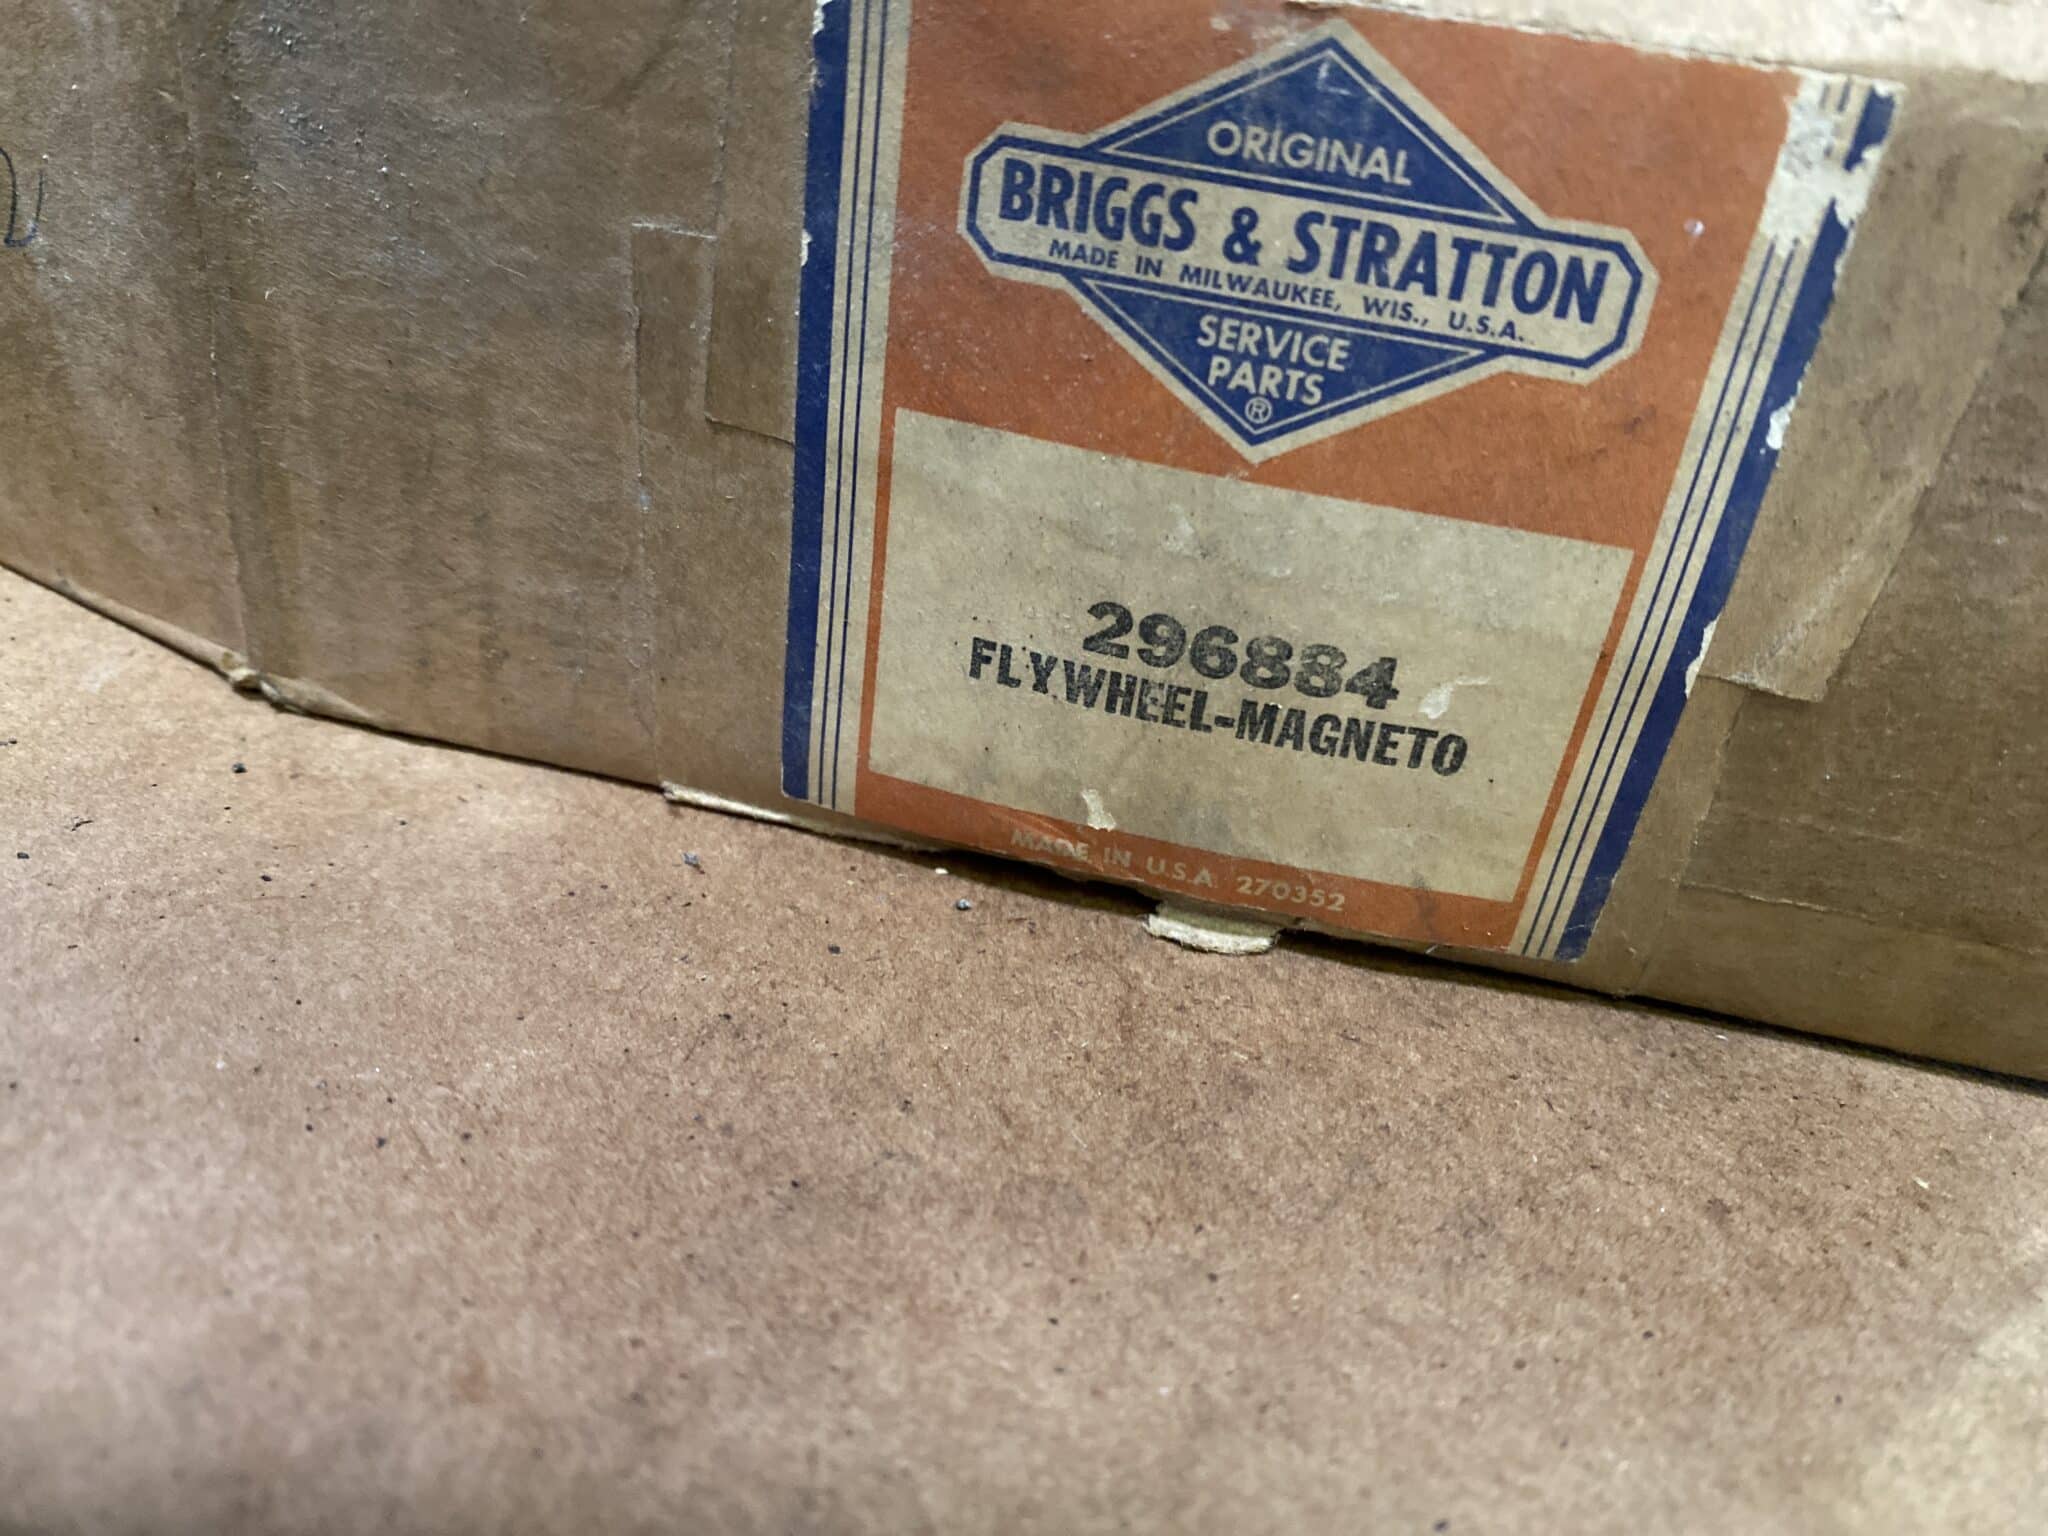 ORIGINAL
BRIGGS & STRATTON
MADE IN MILWAUKEE, WIS., U.S.A.
SERVICE
PARTS
®
296884
FLYWHEEL-MAGNETO
MADE IN U.S.A. 270352